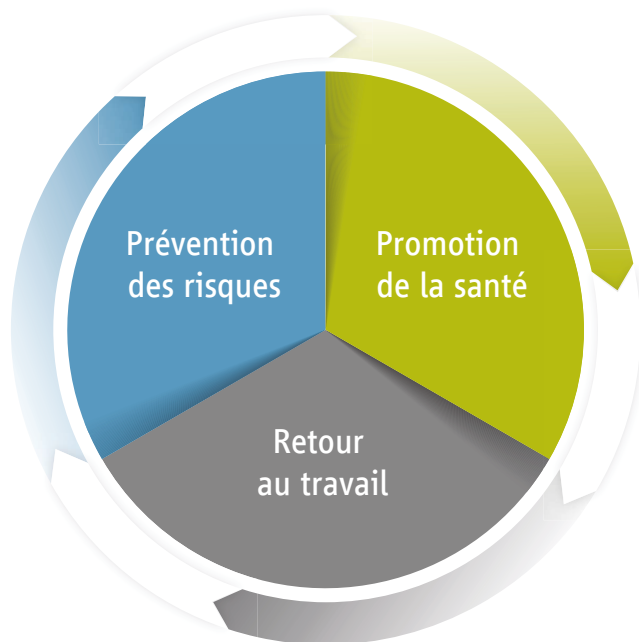 Prévention
des risques
Promotion
de la santé
Retour
au travail